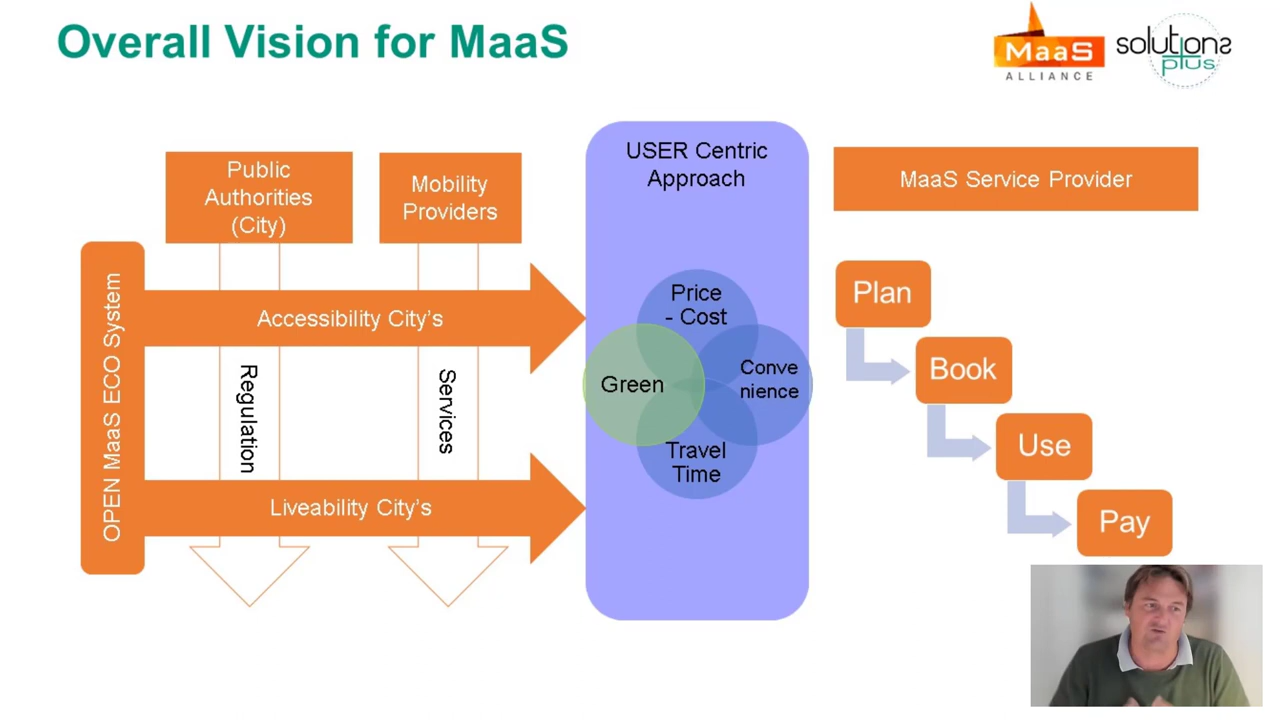 Overall Vision for MaaS
MaaS
ALLIANCE
solutions
plus
Public
Authorities
(City)
Mobility
Providers
USER Centric
Approach
MaaS Service Provider
OPEN MaaS ECO System
Accessibility City's
Regulation
Services
Liveability City's
Price
- Cost
Green
Conve
nience
Travel
Time
Plan
Book
Use
Pay